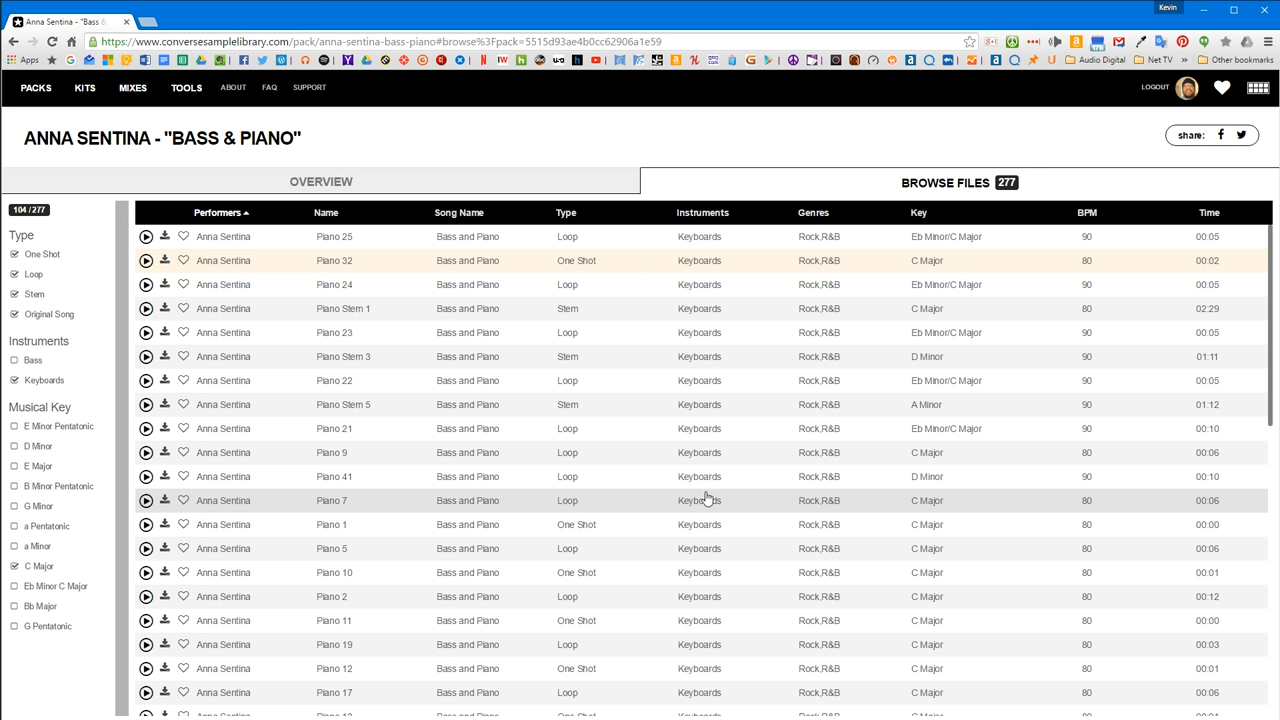 Kevin
Anna Sentina - "Bass &
https://www.conversesamplelibrary.com/pack/anna-sentina-bass-piano#browse%3Fpack=5515d93ae4b0cc62906a1e59
Apps
Audio Digital
Net TV
»
Other bookmarks
PACKS KITS MIXES TOOLS ABOUT FAQ SUPPORT
LOGOUT
ANNA SENTINA - "BASS & PIANO"
share:
OVERVIEW
BROWSE FILES 277
104 / 277
Type
One Shot
Loop
Stem
Original Song
Instruments
Bass
Keyboards
Musical Key
E Minor Pentatonic
D Minor
E Major
B Minor Pentatonic
G Minor
a Pentatonic
a Minor
C Major
Eb Minor C Major
Bb Major
G Pentatonic
Performers Name Song Name Type Instruments Genres Key BPM Time
Anna Sentina Piano 25 Bass and Piano Loop Keyboards Rock,R&B Eb Minor/C Major 90 00:05
Anna Sentina Piano 32 Bass and Piano One Shot Keyboards Rock,R&B C Major 80 00:02
Anna Sentina Piano 24 Bass and Piano Loop Keyboards Rock,R&B Eb Minor/C Major 90 00:05
Anna Sentina Piano Stem 1 Bass and Piano Stem Keyboards Rock,R&B C Major 80 02:29
Anna Sentina Piano 23 Bass and Piano Loop Keyboards Rock,R&B Eb Minor/C Major 90 00:05
Anna Sentina Piano Stem 3 Bass and Piano Stem Keyboards Rock,R&B D Minor 90 01:11
Anna Sentina Piano 22 Bass and Piano Loop Keyboards Rock,R&B Eb Minor/C Major 90 00:05
Anna Sentina Piano Stem 5 Bass and Piano Stem Keyboards Rock,R&B A Minor 90 01:12
Anna Sentina Piano 21 Bass and Piano Loop Keyboards Rock,R&B Eb Minor/C Major 90 00:10
Anna Sentina Piano 9 Bass and Piano Loop Keyboards Rock,R&B C Major 80 00:06
Anna Sentina Piano 41 Bass and Piano Loop Keyboards Rock,R&B D Minor 90 00:10
Anna Sentina Piano 7 Bass and Piano Loop Keyboards Rock,R&B C Major 80 00:06
Anna Sentina Piano 1 Bass and Piano One Shot Keyboards Rock,R&B C Major 80 00:00
Anna Sentina Piano 5 Bass and Piano Loop Keyboards Rock,R&B C Major 80 00:06
Anna Sentina Piano 10 Bass and Piano One Shot Keyboards Rock,R&B C Major 80 00:01
Anna Sentina Piano 2 Bass and Piano Loop Keyboards Rock,R&B C Major 80 00:12
Anna Sentina Piano 11 Bass and Piano One Shot Keyboards Rock,R&B C Major 80 00:00
Anna Sentina Piano 19 Bass and Piano Loop Keyboards Rock,R&B C Major 80 00:03
Anna Sentina Piano 12 Bass and Piano One Shot Keyboards Rock,R&B C Major 80 00:01
Anna Sentina Piano 17 Bass and Piano Loop Keyboards Rock,R&B C Major 80 00:06